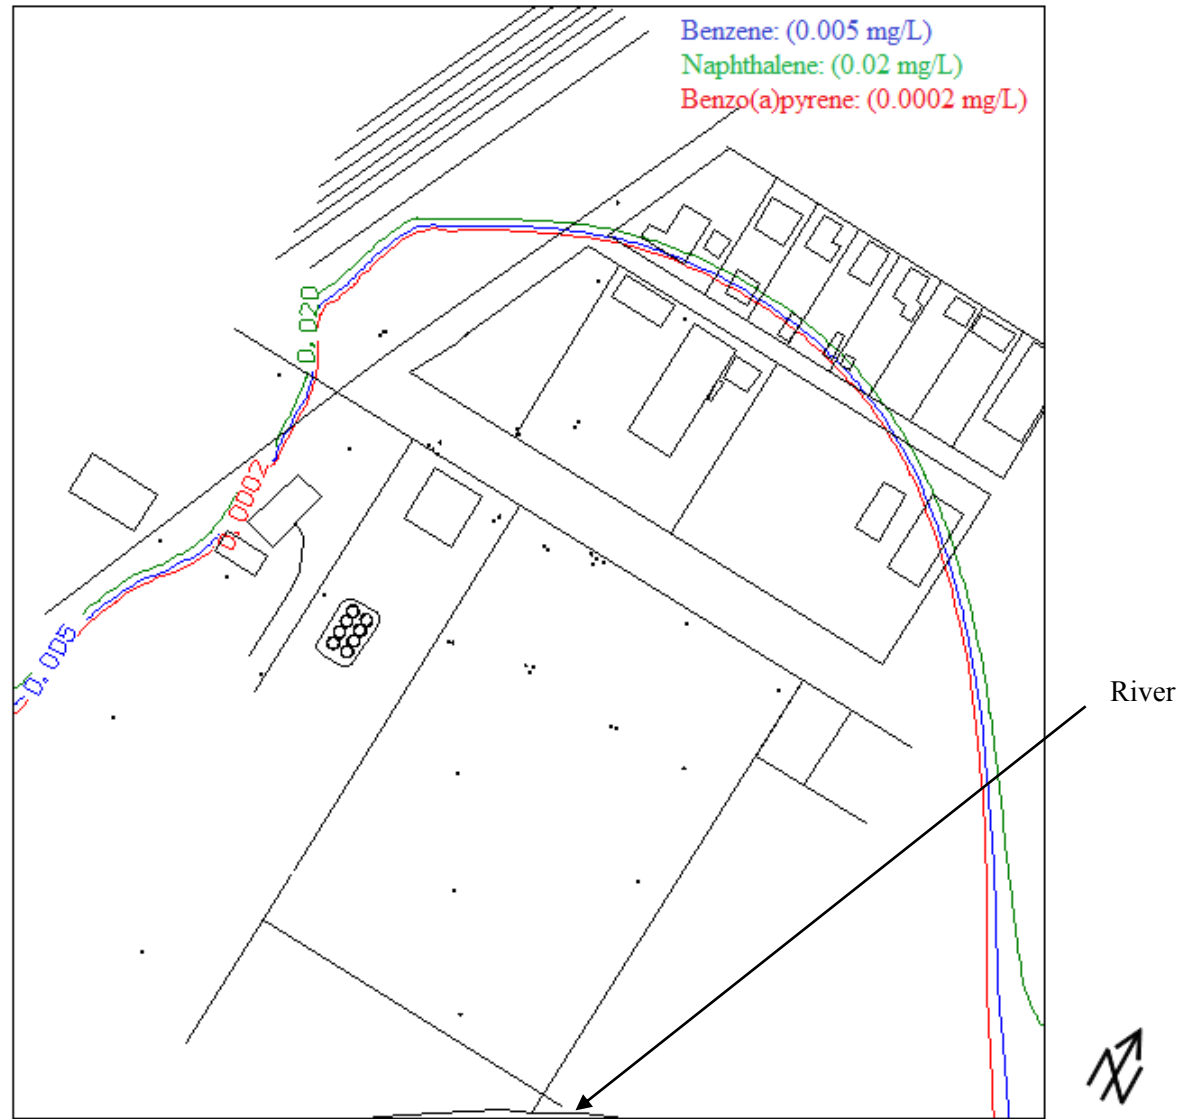 Benzene: (0.005 mg/L)
Naphthalene: (0.02 mg/L)
Benzo(a)pyrene: (0.0002 mg/L)
0.020
0.0002
0.005
River
N